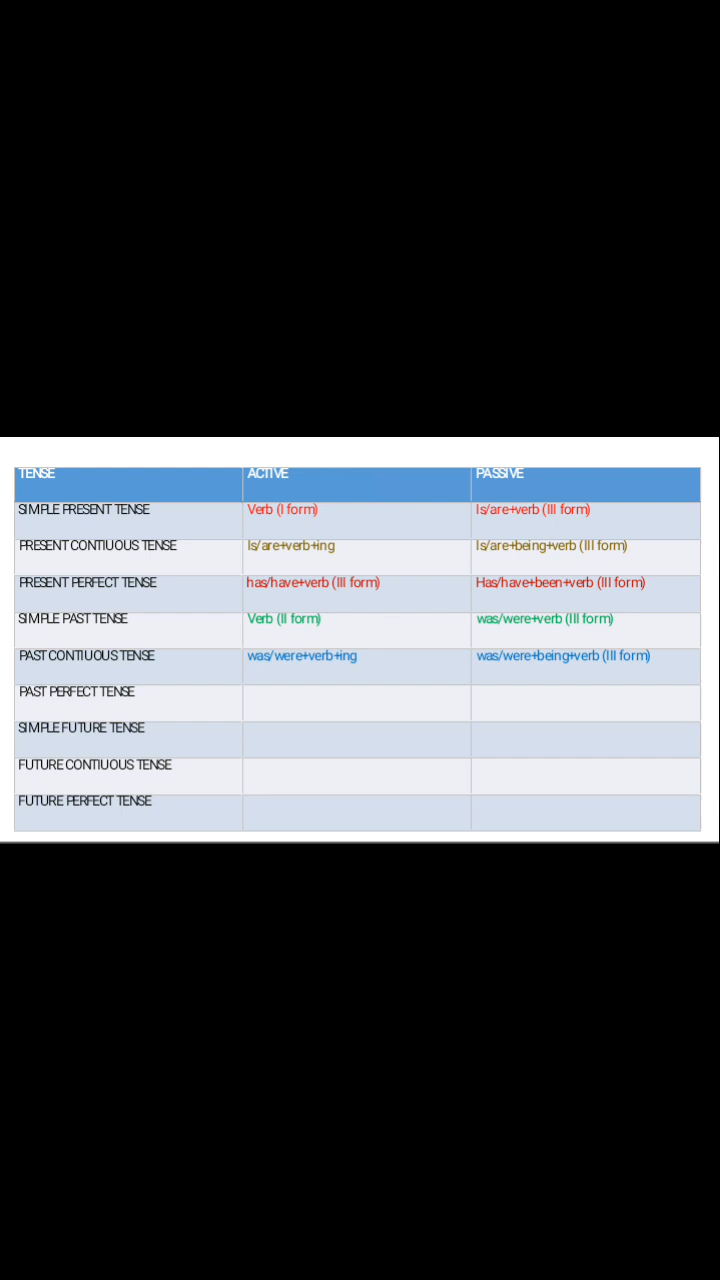 TENSE ACTIVE PASSIVE
SIMPLE PRESENT TENSE Verb (I form) Is/are+verb (III form)
PRESENT CONTIUOUS TENSE Is/are+verb+ing Is/are+being+verb (III form)
PRESENT PERFECT TENSE has/have+verb (III form) Has/have+been+verb (III form)
SIMPLE PAST TENSE Verb (II form) was/were+verb (III form)
PAST CONTIUOUS TENSE was/were+verb+ing was/were+being+verb (III form)
PAST PERFECT TENSE
SIMPLE FUTURE TENSE
FUTURE CONTIUOUS TENSE
FUTURE PERFECT TENSE